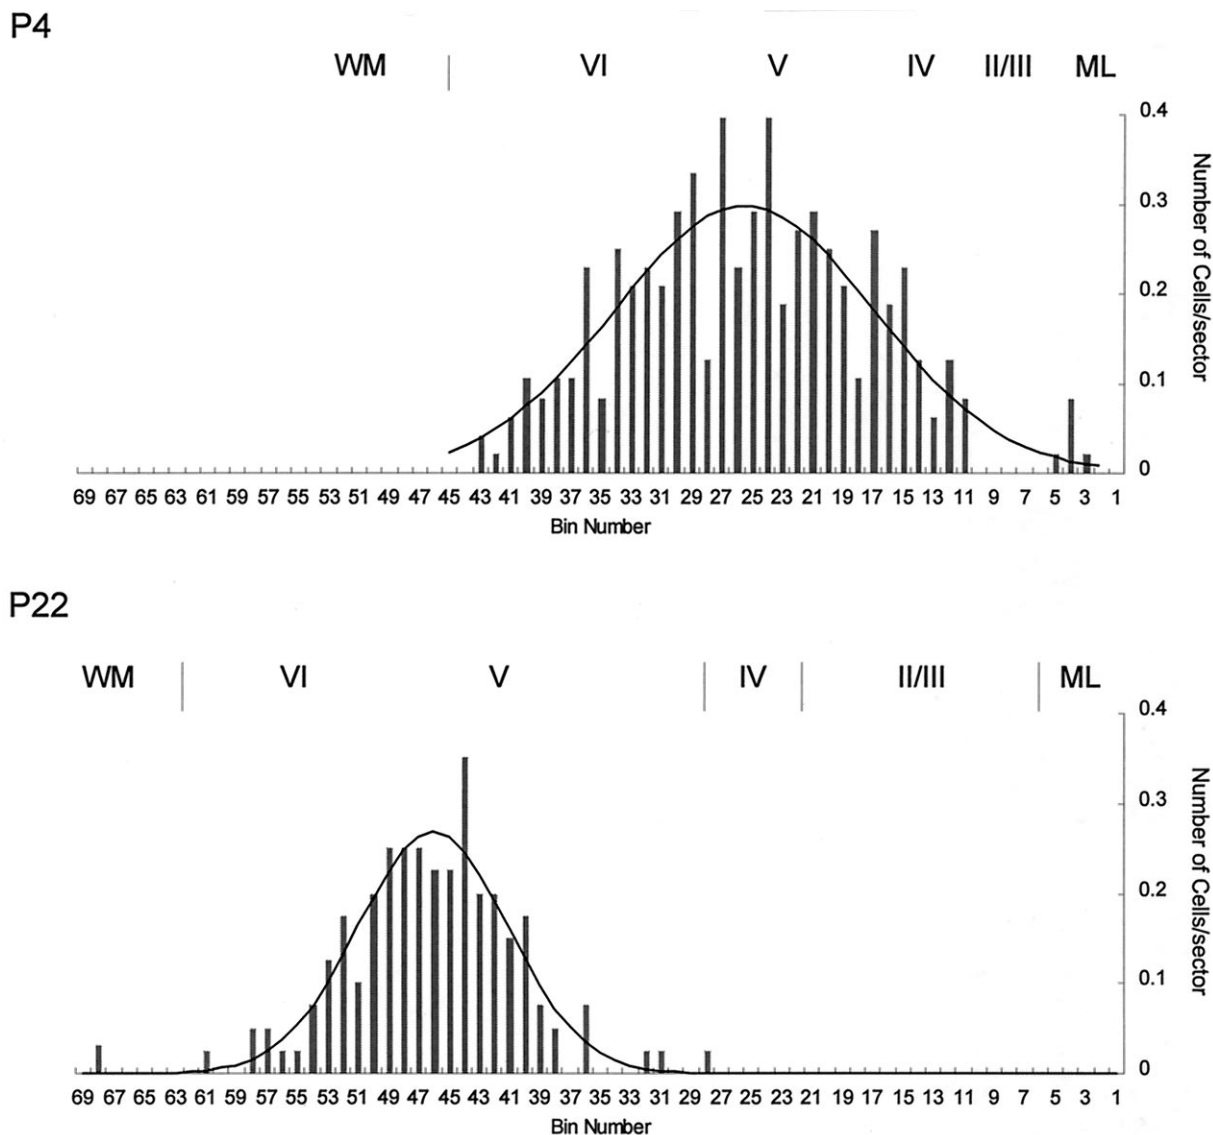 P4
WM | VI V IV II/III ML
0.4
0.3
0.2
0.1
0
Number of Cells/sector
69 67 65 63 61 59 57 55 53 51 49 47 45 43 41 39 37 35 33 31 29 27 25 23 21 19 17 15 13 11 9 7 5 3 1
Bin Number
P22
WM | VI V | IV | II/III | ML
0.4
0.3
0.2
0.1
0
Number of Cells/sector
69 67 65 63 61 59 57 55 53 51 49 47 45 43 41 39 37 35 33 31 29 27 25 23 21 19 17 15 13 11 9 7 5 3 1
Bin Number